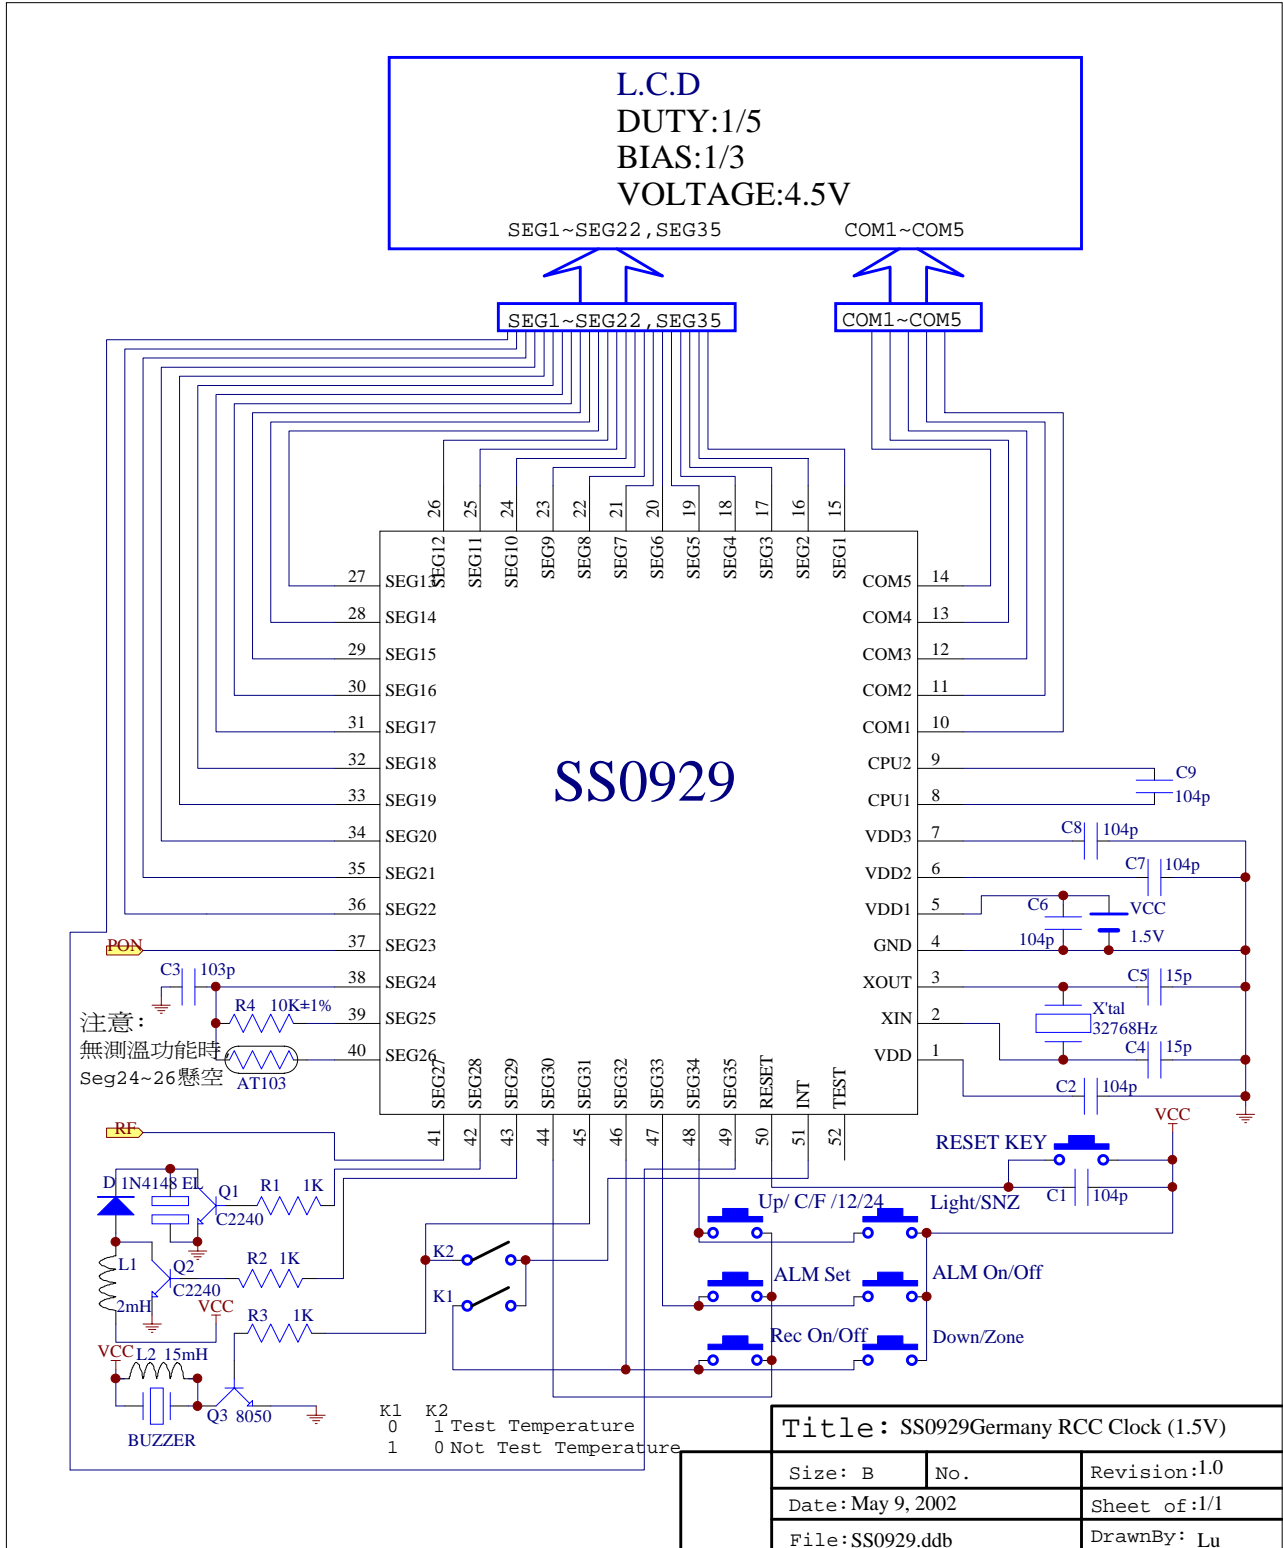 L.C.D
DUTY:1/5
BIAS:1/3
VOLTAGE:4.5V
SEG1~SEG22,SEG35
COM1~COM5
SEG1~SEG22,SEG35
COM1~COM5
26
25
24
23
22
21
20
19
18
17
16
15
SEG12
SEG11
SEG10
SEG9
SEG8
SEG7
SEG6
SEG5
SEG4
SEG3
SEG2
SEG1
27 SEG13
28 SEG14
29 SEG15
30 SEG16
31 SEG17
32 SEG18
33 SEG19
34 SEG20
35 SEG21
36 SEG22
37 SEG23
38 SEG24
39 SEG25
40 SEG26
SS0929
COM5 14
COM4 13
COM3 12
COM2 11
COM1 10
CPU2 9
CPU1 8
VDD3 7
VDD2 6
VDD1 5
GND 4
XOUT 3
XIN 2
VDD 1
C9
104p
C8 104p
C7 104p
C6
104p
VCC
1.5V
C5 15p
X'tal
32768Hz
C4 15p
C2 104p
PON
C3 103p
R4 10K±1%
AT103
注意:
無測溫功能時,
Seg24~26懸空
SEG27
SEG28
SEG29
SEG30
SEG31
SEG32
SEG33
SEG34
SEG35
RESET
INT
TEST
41
42
43
44
45
46
47
48
49
50
51
52
RF
VCC
RESET KEY
C1 104p
D 1N4148 EL
Q1
C2240
R1 1K
Up/ C/F /12/24
Light/SNZ
L1
2mH
Q2
C2240
R2 1K
K2
K1
ALM Set
ALM On/Off
VCC
R3 1K
Rec On/Off
Down/Zone
VCC
L2 15mH
Q3 8050
BUZZER
K1 K2
0 1 Test Temperature
1 0 Not Test Temperature
Title: SS0929Germany RCC Clock (1.5V)
Size: B No. Revision:1.0
Date: May 9, 2002 Sheet of:1/1
File:SS0929.ddb DrawnBy: Lu